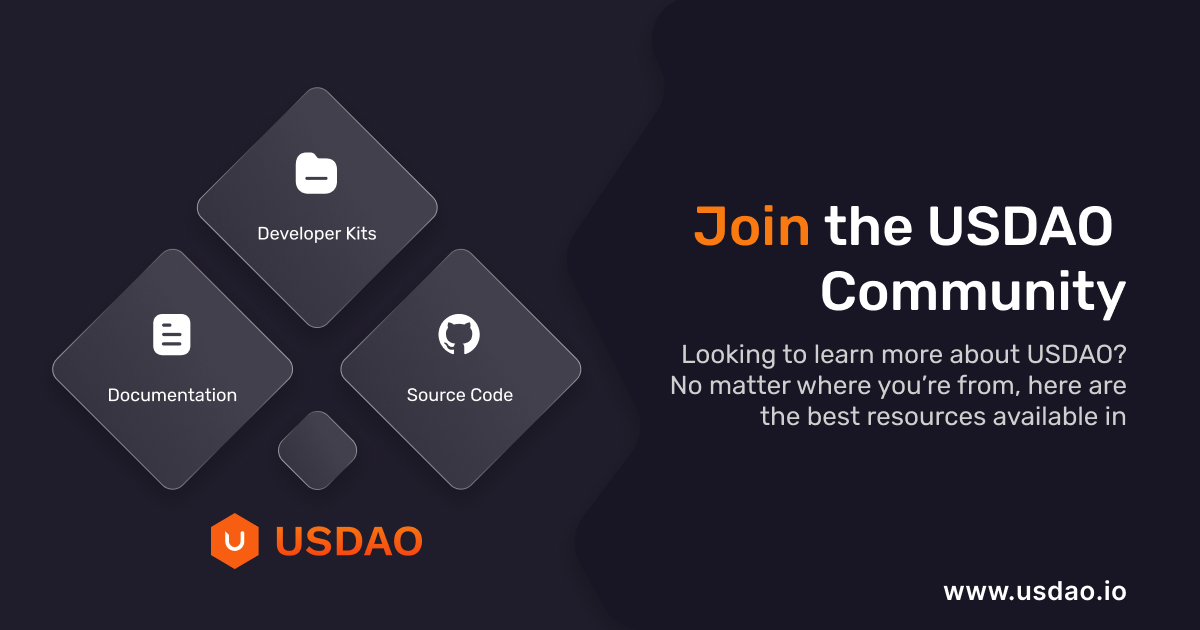 Developer Kits
Documentation
Source Code
USDAO
Join the USDAO
Community
Looking to learn more about USDAO?
No matter where you’re from, here are
the best resources available in
www.usdao.io